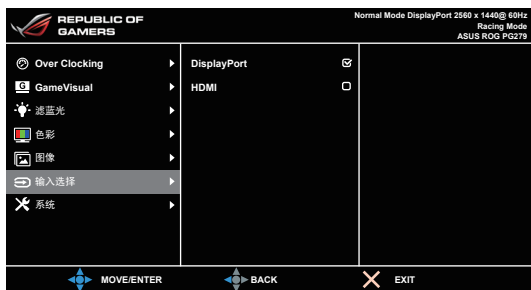 REPUBLIC OF
GAMERS
Normal Mode DisplayPort 2560 x 1440@ 60Hz
Racing Mode
ASUS ROG PG279
Over Clocking
DisplayPort
G GameVisual
HDMI
滤蓝光
色彩
图像
输入选择
系统
MOVE/ENTER
BACK
EXIT